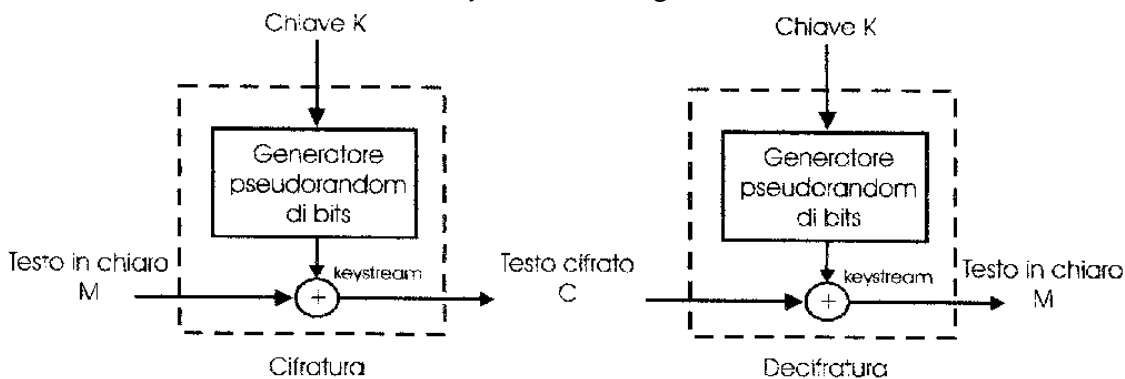 Chiave K
Generatore
pseudorandom
di bits
Testo in chiaro
M
keystream
+
Cifratura
Testo cifrato
C
Chiave K
Generatore
pseudorandom
di bits
keystream
+
Decifratura
Testo in chiaro
M